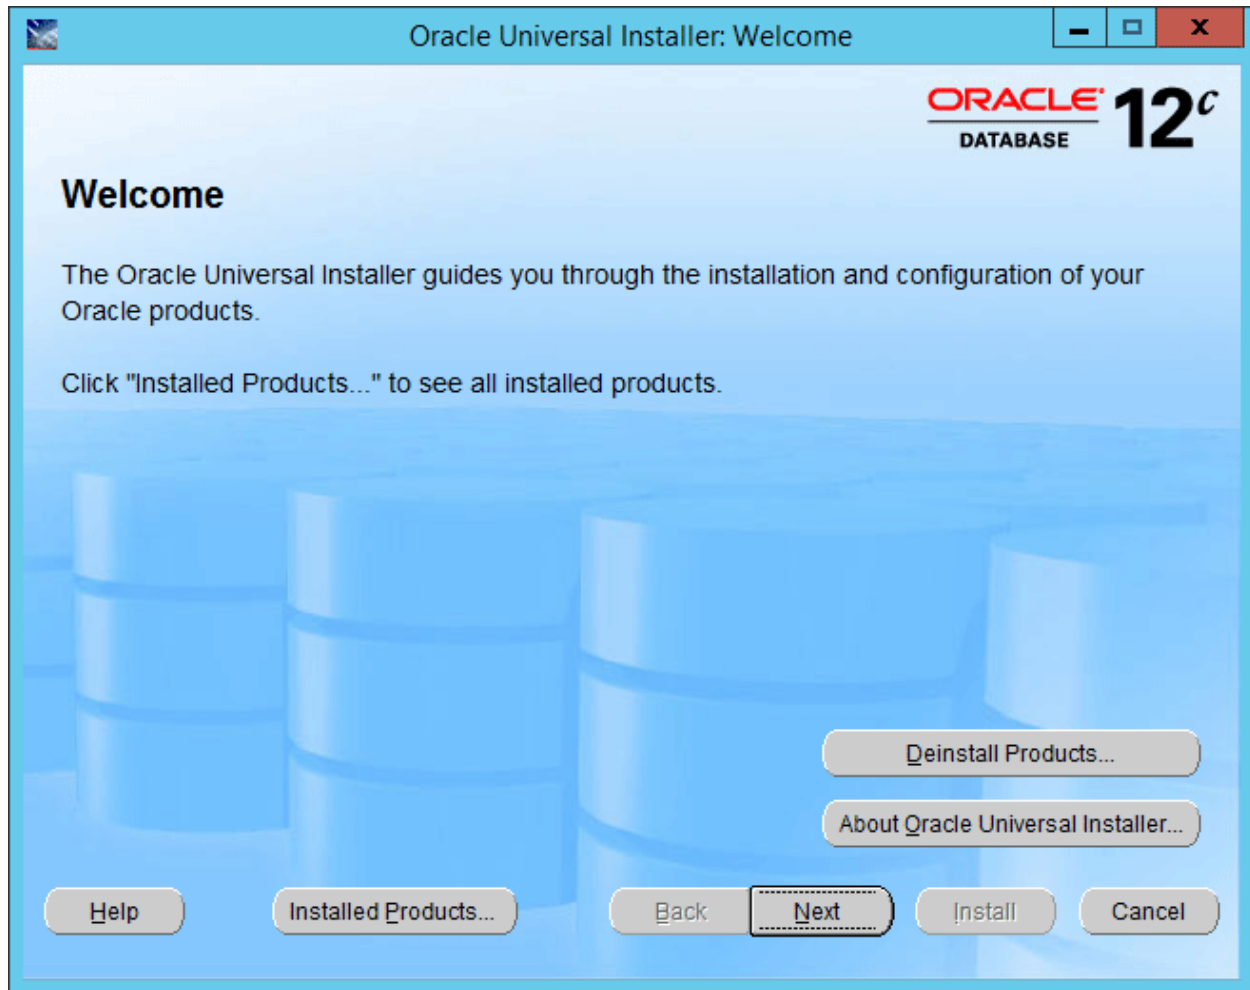 Oracle Universal Installer: Welcome
ORACLE
DATABASE
12c
Welcome
The Oracle Universal Installer guides you through the installation and configuration of your
Oracle products.
Click "Installed Products..." to see all installed products.
Deinstall Products...
About Oracle Universal Installer...
Help Installed Products... Back Next Install Cancel